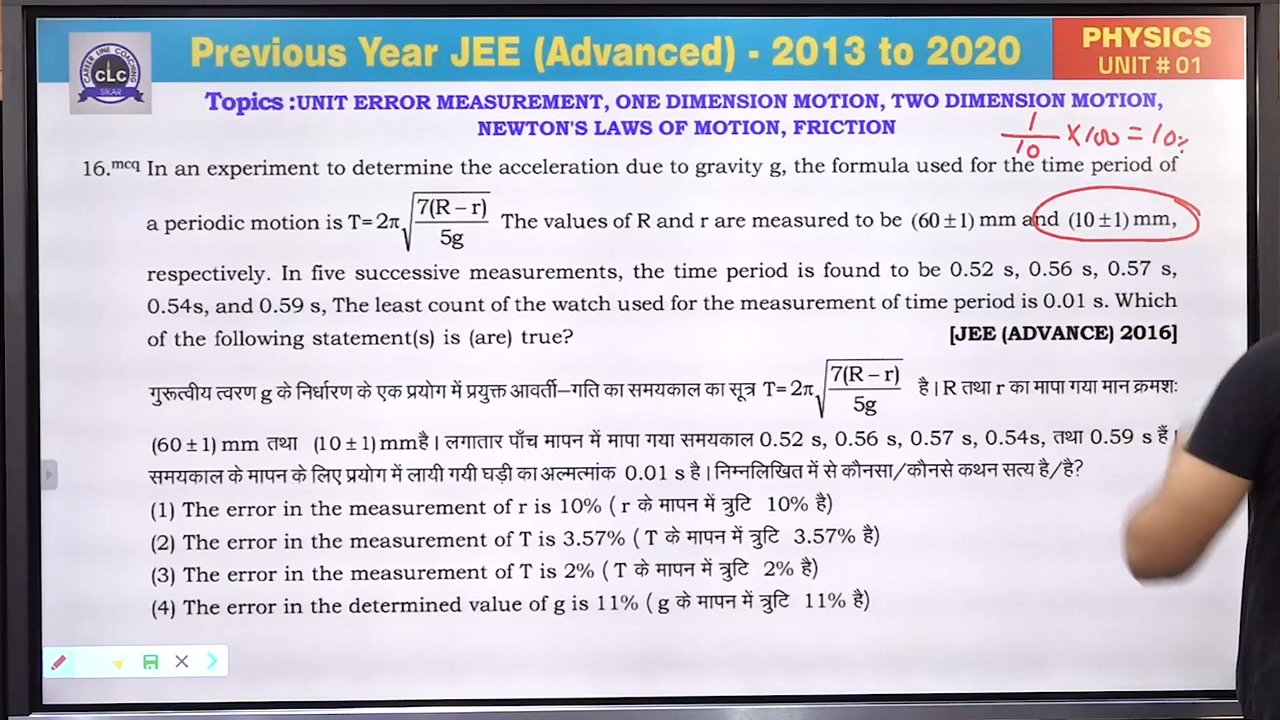 Previous Year JEE (Advanced) - 2013 to 2020
PHYSICS
UNIT # 01
CAREER LINE COACHING
CLC
SIKAR
Topics :UNIT ERROR MEASUREMENT, ONE DIMENSION MOTION, TWO DIMENSION MOTION,
NEWTON'S LAWS OF MOTION, FRICTION
1/10 ×100 = 10%
16.mcq In an experiment to determine the acceleration due to gravity g, the formula used for the time period of
a periodic motion is T=2π√(7(R−r)/5g) The values of R and r are measured to be (60±1) mm and (10±1) mm,
respectively. In five successive measurements, the time period is found to be 0.52 s, 0.56 s, 0.57 s,
0.54s, and 0.59 s, The least count of the watch used for the measurement of time period is 0.01 s. Which
of the following statement(s) is (are) true? [JEE (ADVANCE) 2016]
गुरूत्वीय त्वरण g के निर्धारण के एक प्रयोग में प्रयुक्त आवर्ती–गति का समयकाल का सूत्र T=2π√(7(R−r)/5g) है। R तथा r का मापा गया मान क्रमशः
(60±1) mm तथा (10±1) mmहै। लगातार पाँच मापन में मापा गया समयकाल 0.52 s, 0.56 s, 0.57 s, 0.54s, तथा 0.59 s हैं।
समयकाल के मापन के लिए प्रयोग में लायी गयी घड़ी का अल्मत्मांक 0.01 s है। निम्नलिखित में से कौनसा/कौनसे कथन सत्य है/है?
(1) The error in the measurement of r is 10% ( r के मापन में त्रुटि 10% है)
(2) The error in the measurement of T is 3.57% ( T के मापन में त्रुटि 3.57% है)
(3) The error in the measurement of T is 2% ( T के मापन में त्रुटि 2% है)
(4) The error in the determined value of g is 11% ( g के मापन में त्रुटि 11% है)